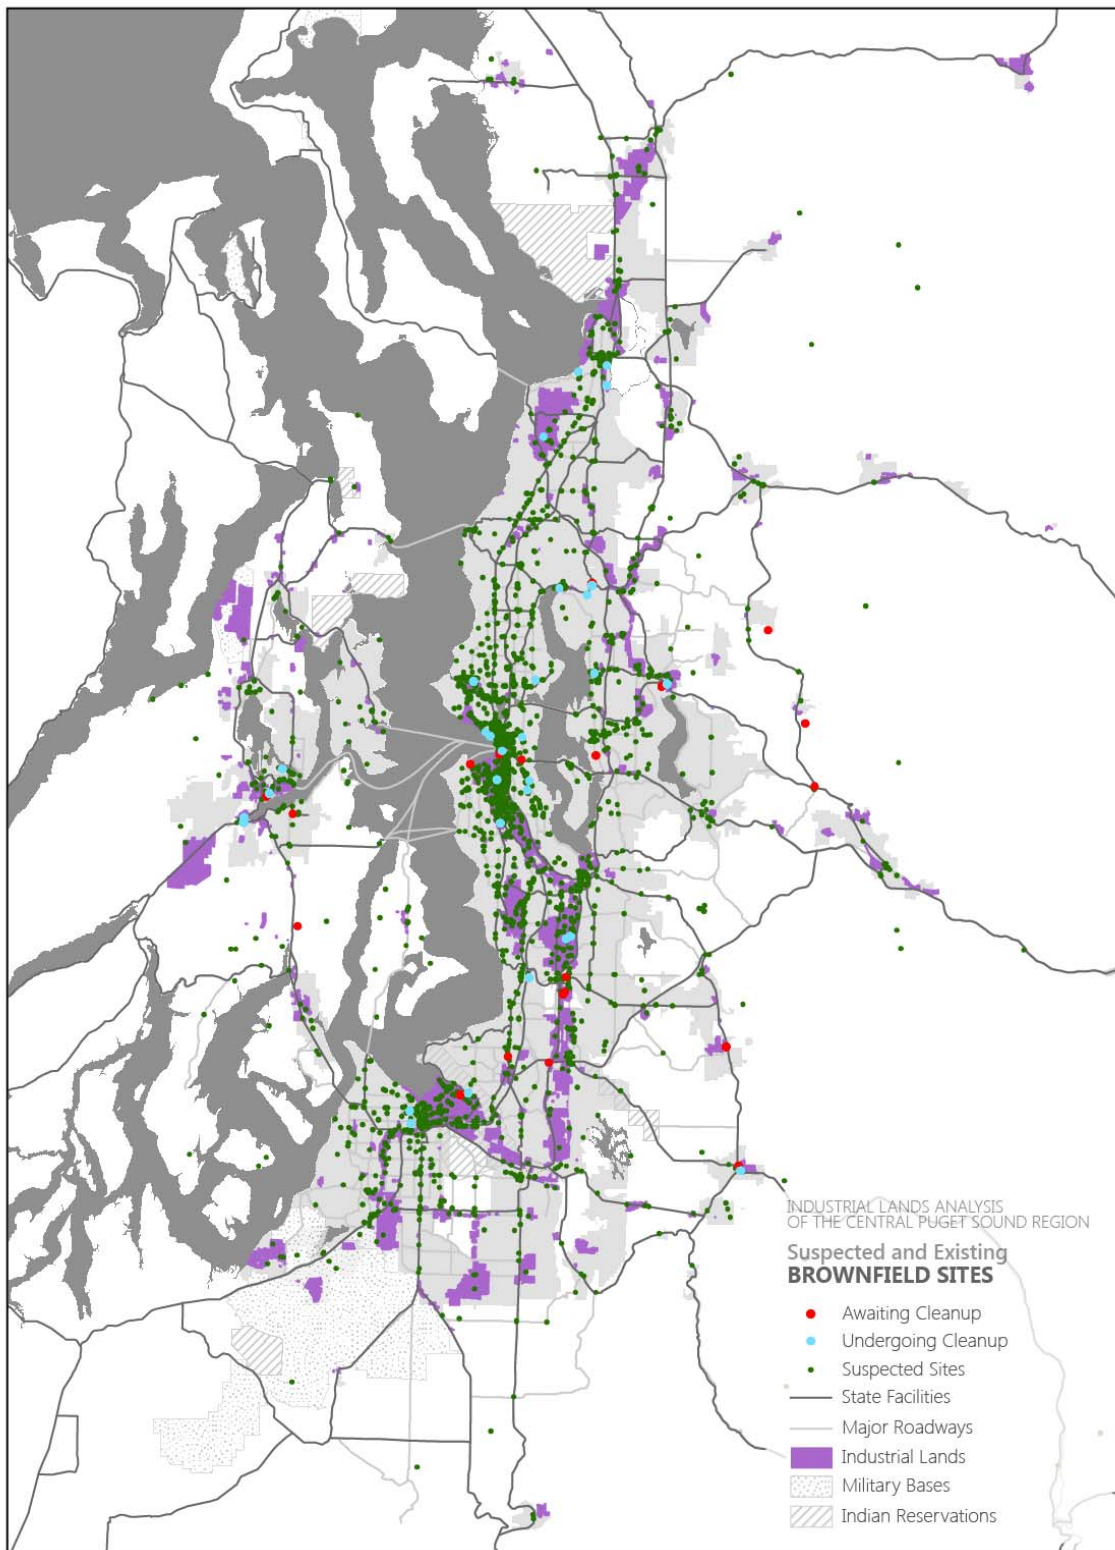 INDUSTRIAL LANDS ANALYSIS
OF THE CENTRAL PUGET SOUND REGION
Suspected and Existing
BROWNFIELD SITES
Awaiting Cleanup
Undergoing Cleanup
Suspected Sites
State Facilities
Major Roadways
Industrial Lands
Military Bases
Indian Reservations